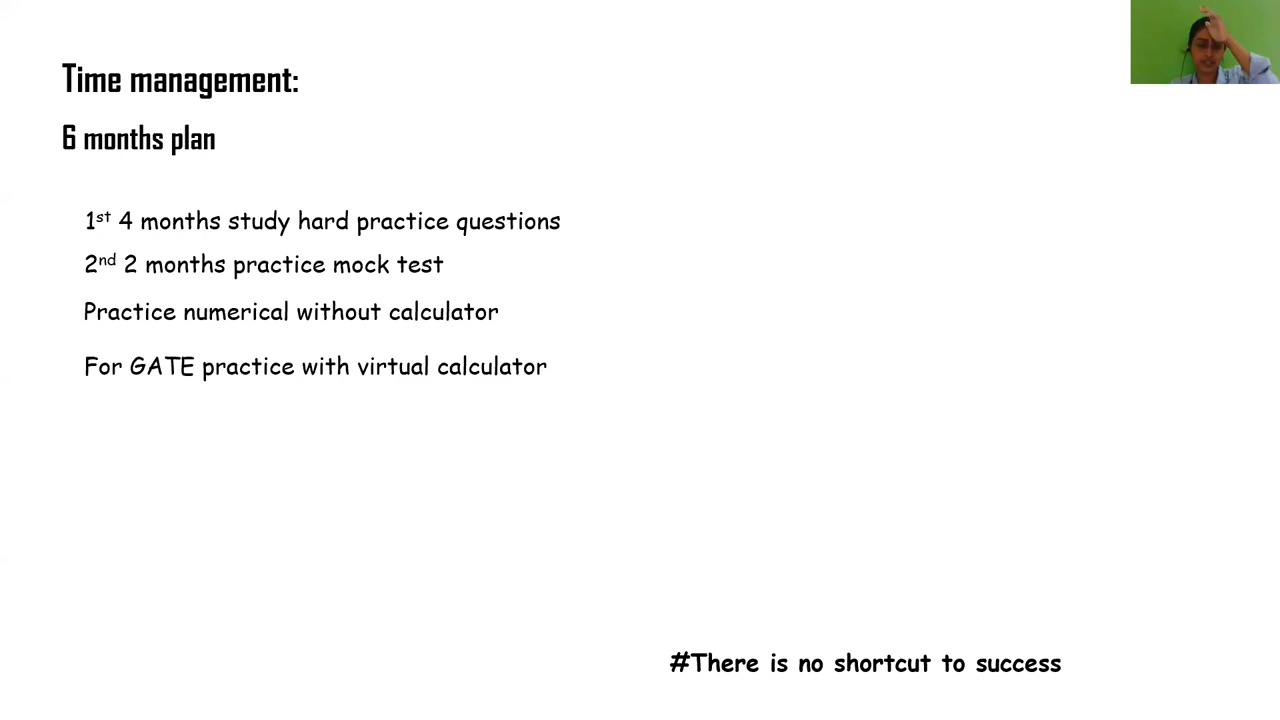 Time management:
6 months plan
1st 4 months study hard practice questions
2nd 2 months practice mock test
Practice numerical without calculator
For GATE practice with virtual calculator
#There is no shortcut to success